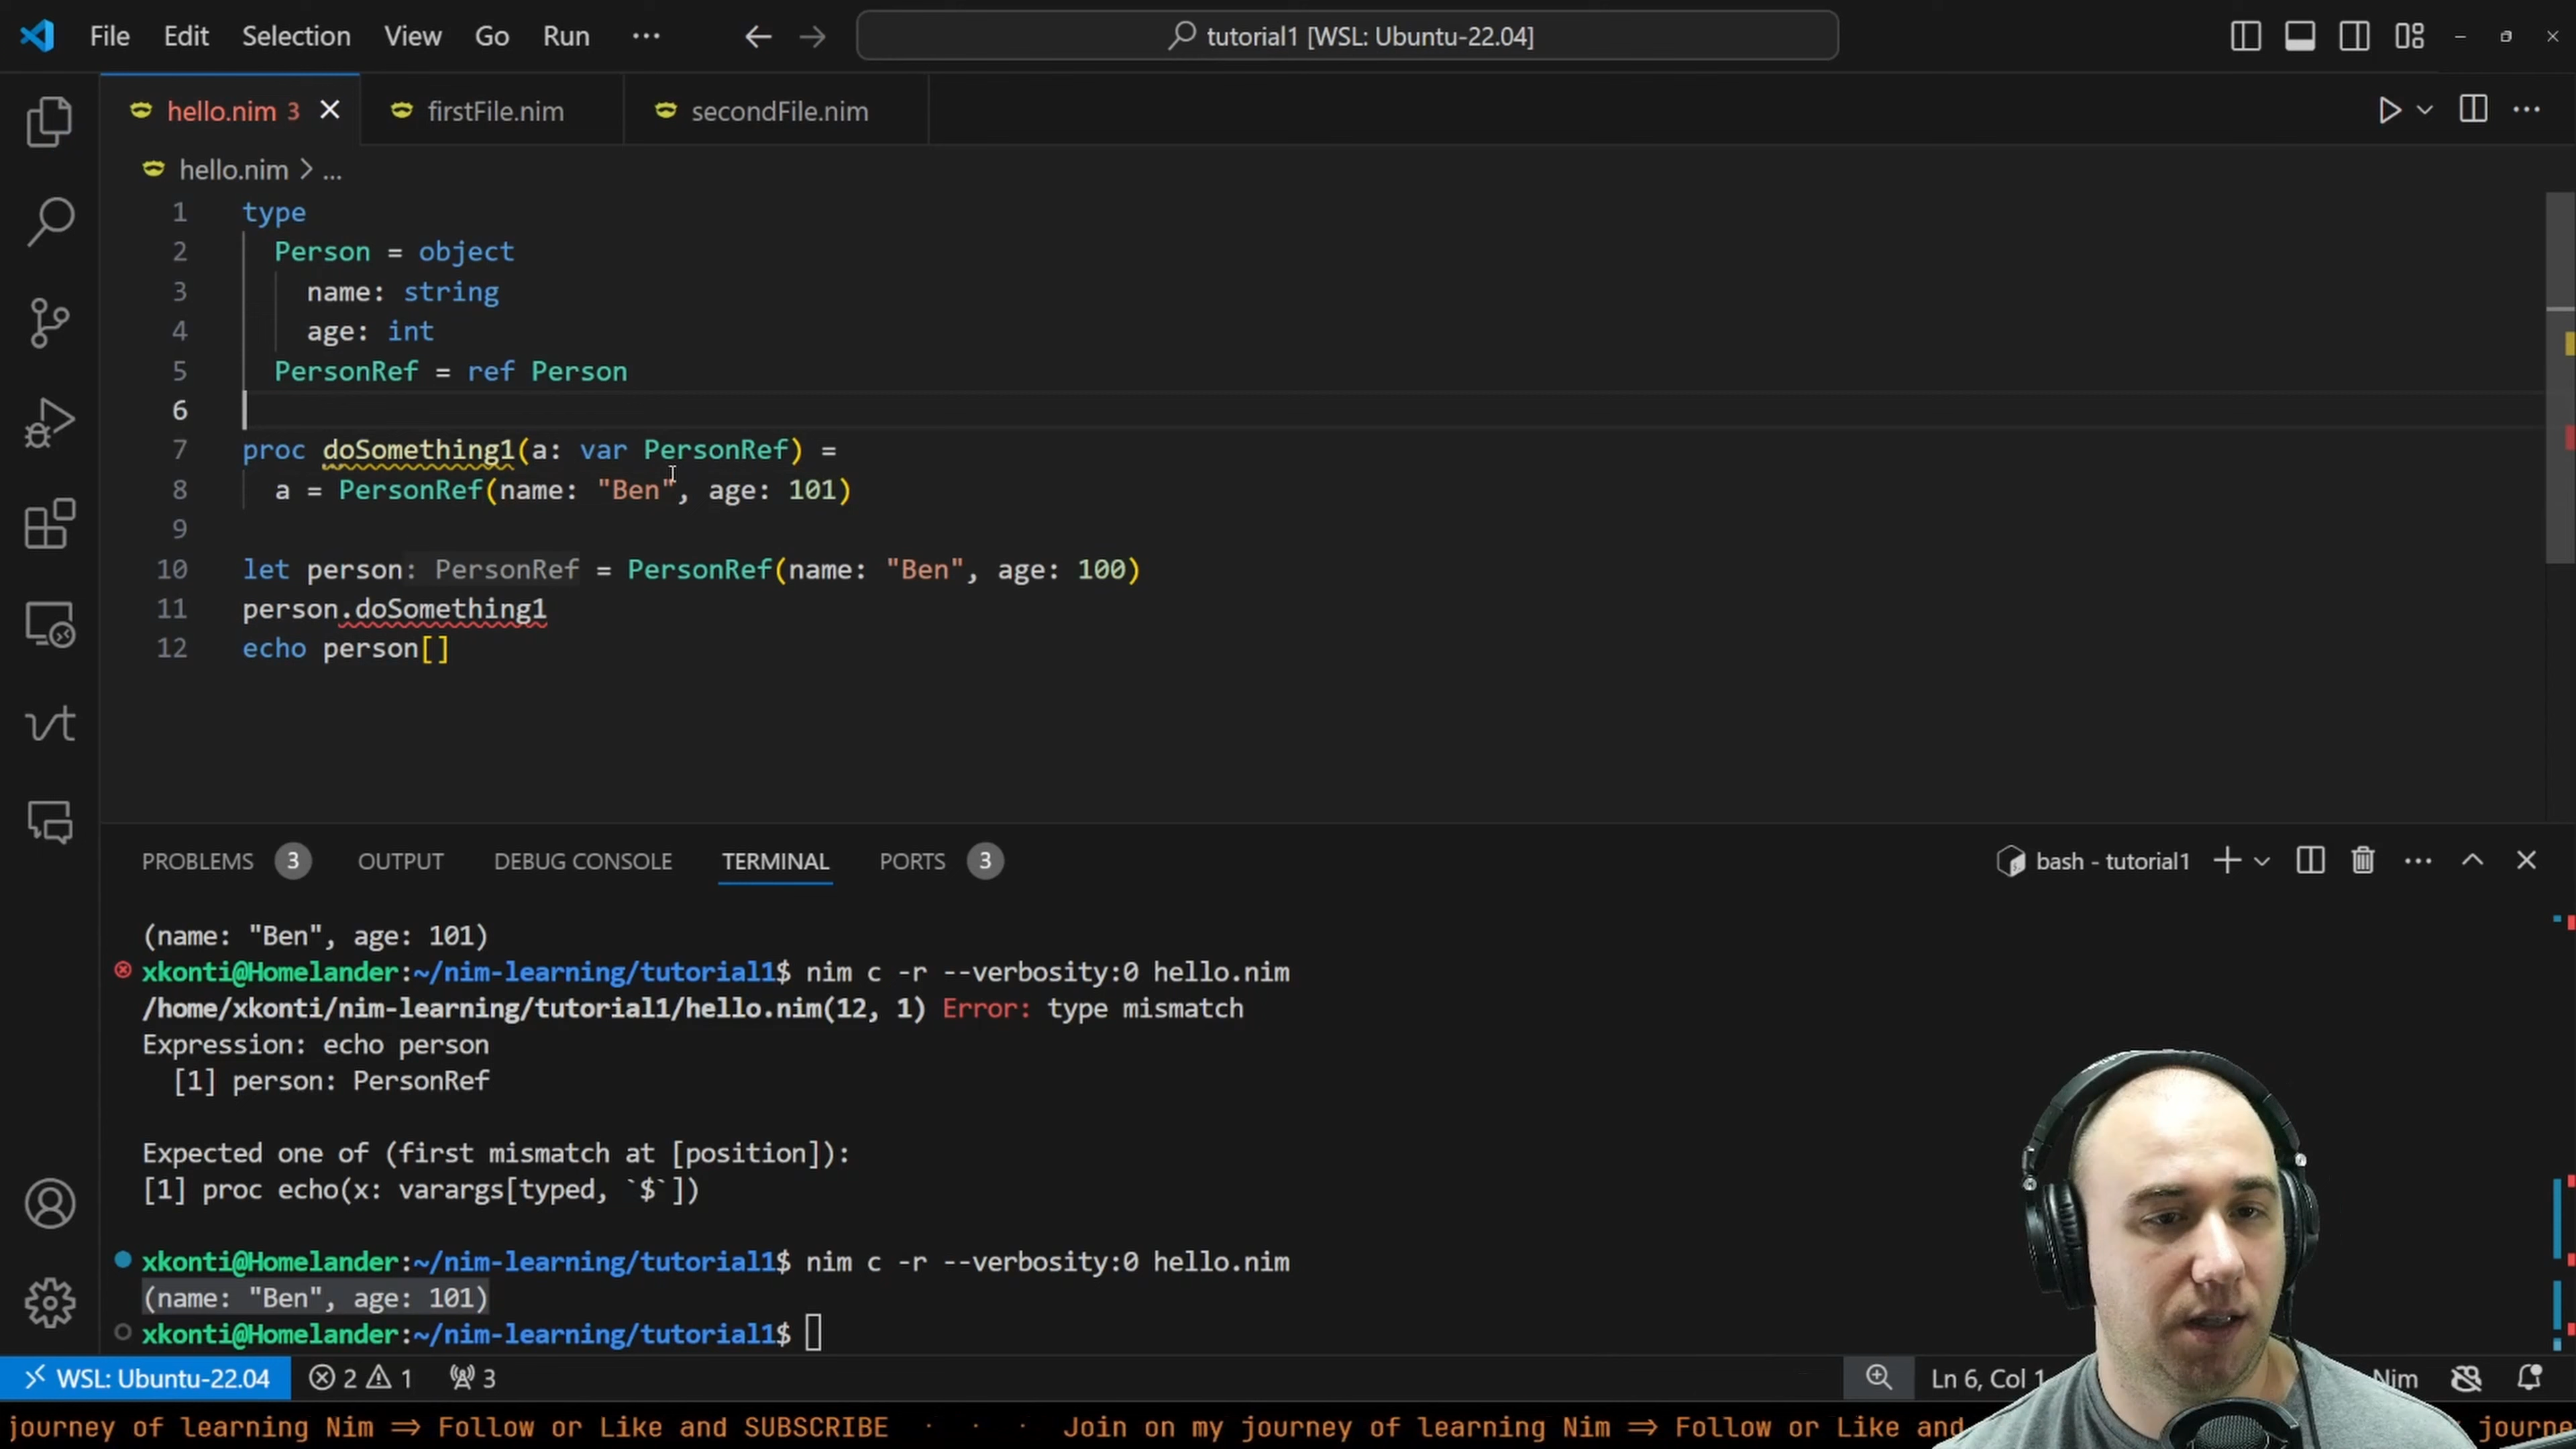 File Edit Selection View Go Run ··· tutorial1 [WSL: Ubuntu-22.04]
hello.nim 3 firstFile.nim secondFile.nim
hello.nim > ...
1 type
2 Person = object
3 name: string
4 age: int
5 PersonRef = ref Person
6
7 proc doSomething1(a: var PersonRef) =
8 a = PersonRef(name: "Ben", age: 101)
9
10 let person: PersonRef = PersonRef(name: "Ben", age: 100)
11 person.doSomething1
12 echo person[]
PROBLEMS 3 OUTPUT DEBUG CONSOLE TERMINAL PORTS 3 bash - tutorial1
(name: "Ben", age: 101)
xkonti@Homelander:~/nim-learning/tutorial1$ nim c -r --verbosity:0 hello.nim
/home/xkonti/nim-learning/tutorial1/hello.nim(12, 1) Error: type mismatch
Expression: echo person
[1] person: PersonRef
Expected one of (first mismatch at [position]):
[1] proc echo(x: varargs[typed, `$`])
xkonti@Homelander:~/nim-learning/tutorial1$ nim c -r --verbosity:0 hello.nim
(name: "Ben", age: 101)
xkonti@Homelander:~/nim-learning/tutorial1$
WSL: Ubuntu-22.04 2 1 3 Ln 6, Col 1 Nim
journey of learning Nim ⇒ Follow or Like and SUBSCRIBE · · · Join on my journey of learning Nim ⇒ Follow or Like and journe